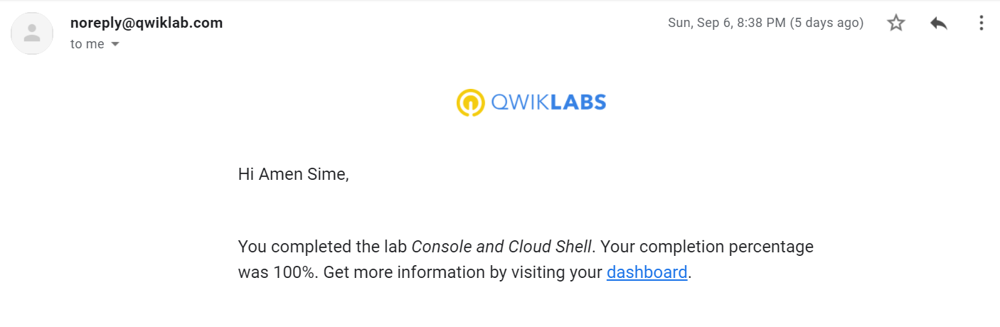 noreply@qwiklab.com
Sun, Sep 6, 8:38 PM (5 days ago)
to me
QWIKLABS
Hi Amen Sime,
You completed the lab Console and Cloud Shell. Your completion percentage
was 100%. Get more information by visiting your dashboard.